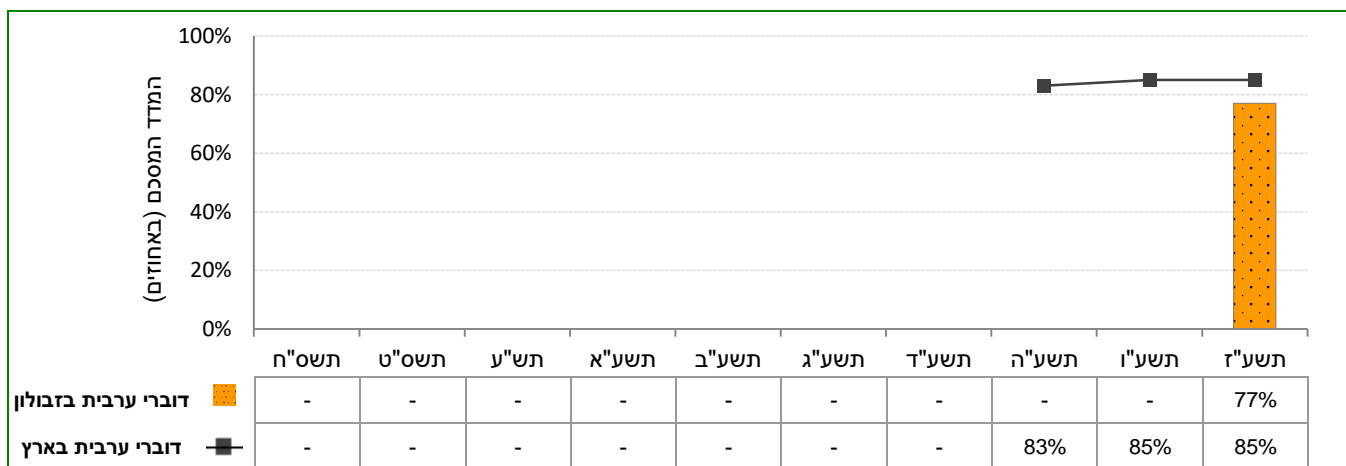 המדד המסכם (באחוזים)
100%
80%
60%
40%
20%
0%
תשס"ח תשס"ט תש"ע תשע"א תשע"ב תשע"ג תשע"ד תשע"ה תשע"ו תשע"ז
דוברי ערבית בזבולון - - - - - - - - - 77%
דוברי ערבית בארץ - - - - - - - 83% 85% 85%